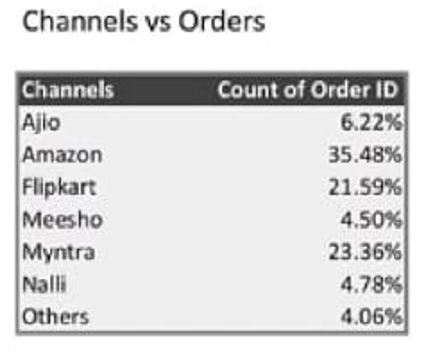 Channels vs Orders
Channels Count of Order ID
Ajio 6.22%
Amazon 35.48%
Flipkart 21.59%
Meesho 4.50%
Myntra 23.36%
Nalli 4.78%
Others 4.06%